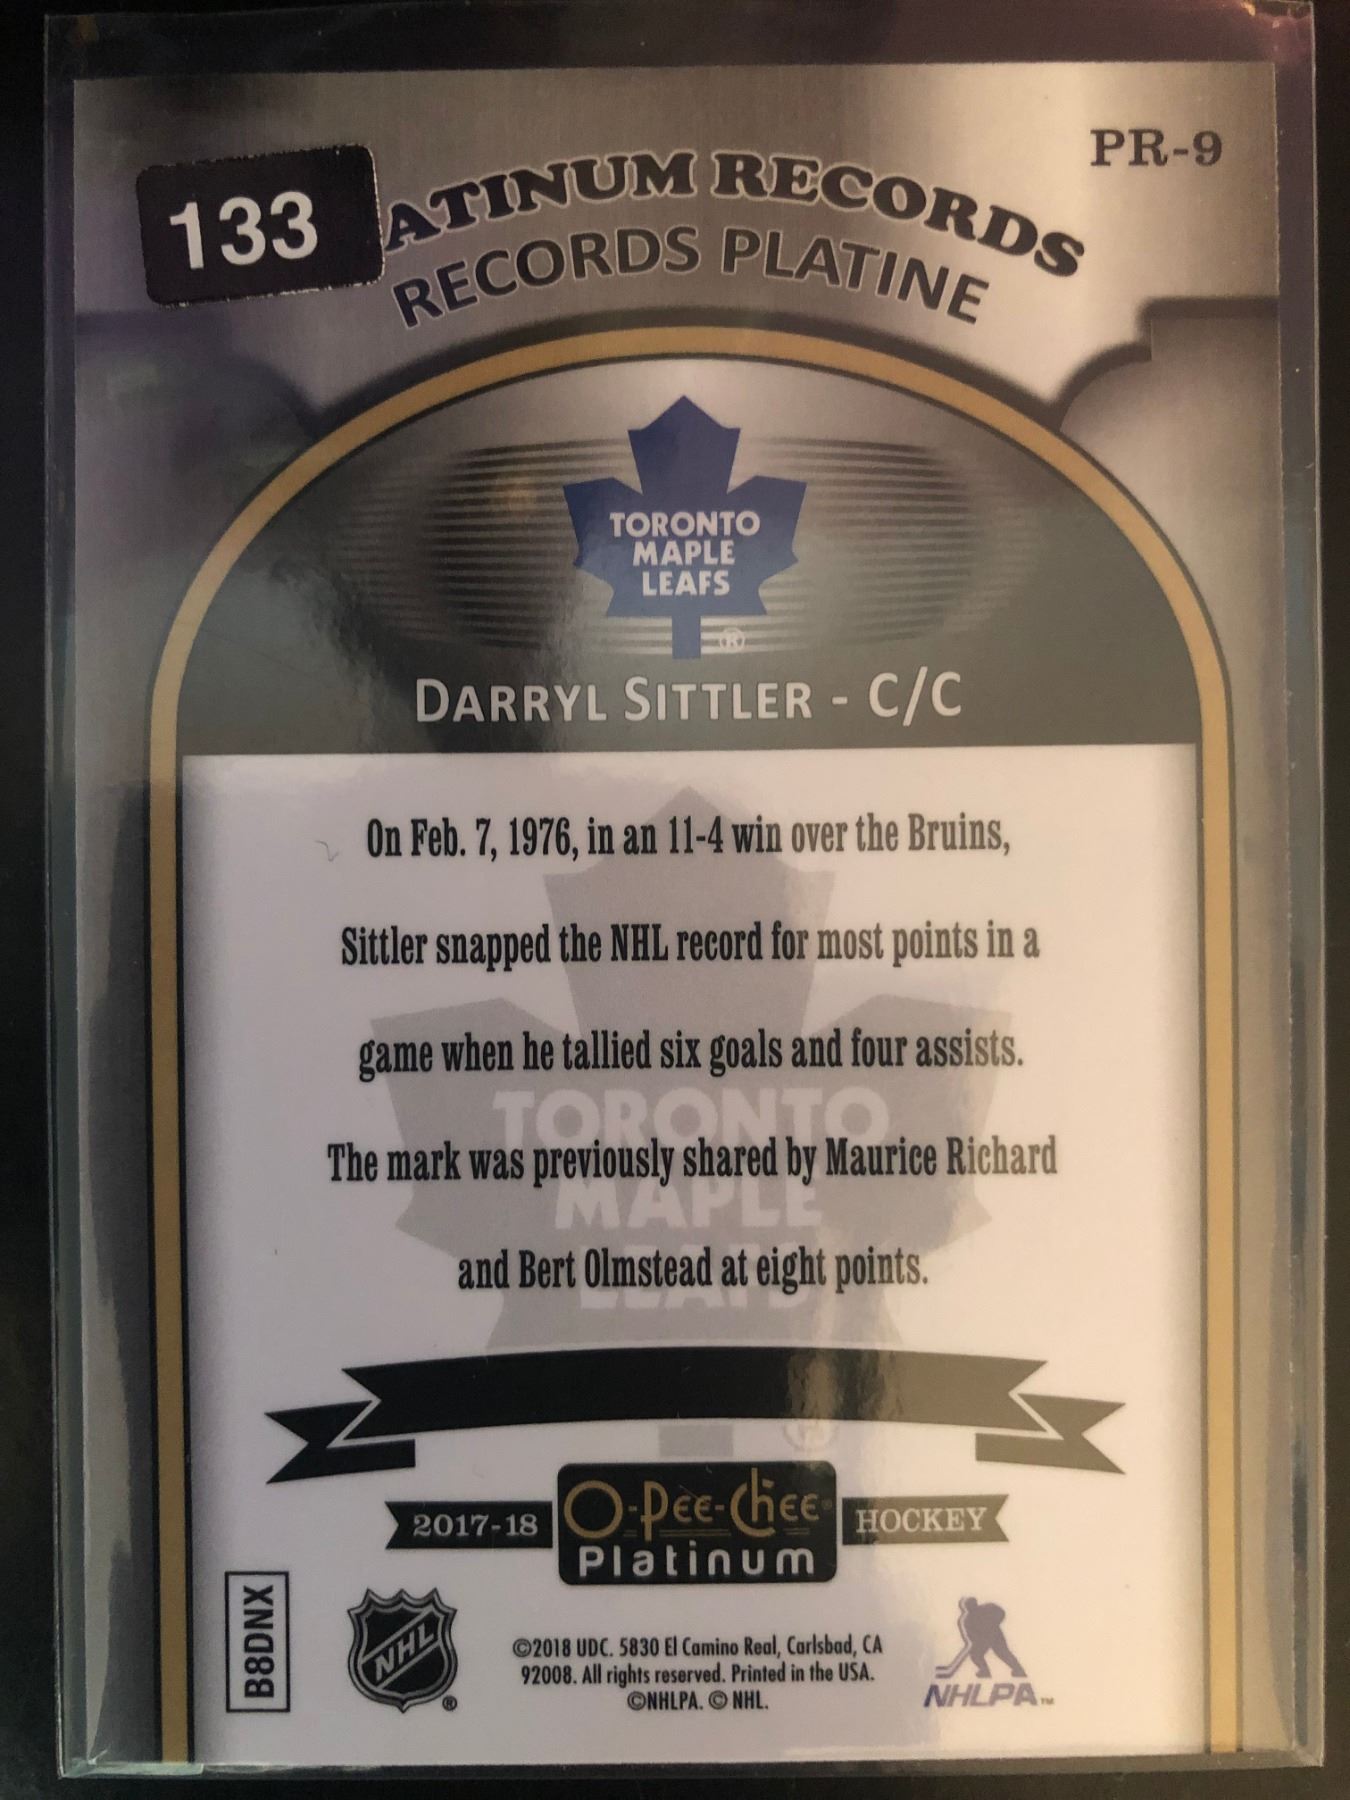 PR-9
133
ATINUM RECORDS
RECORDS PLATINE
TORONTO
MAPLE
LEAFS
®
DARRYL SITTLER - C/C
On Feb. 7, 1976, in an 11-4 win over the Bruins,
Sittler snapped the NHL record for most points in a
game when he tallied six goals and four assists.
The mark was previously shared by Maurice Richard
and Bert Olmstead at eight points.
TORONTO
MAPLE
LEAFS
2017-18
O-Pee-Chee®
Platinum
HOCKEY
B8DNX
NHL®
©2018 UDC. 5830 El Camino Real, Carlsbad, CA
92008. All rights reserved. Printed in the USA.
©NHLPA. © NHL.
NHLPA™